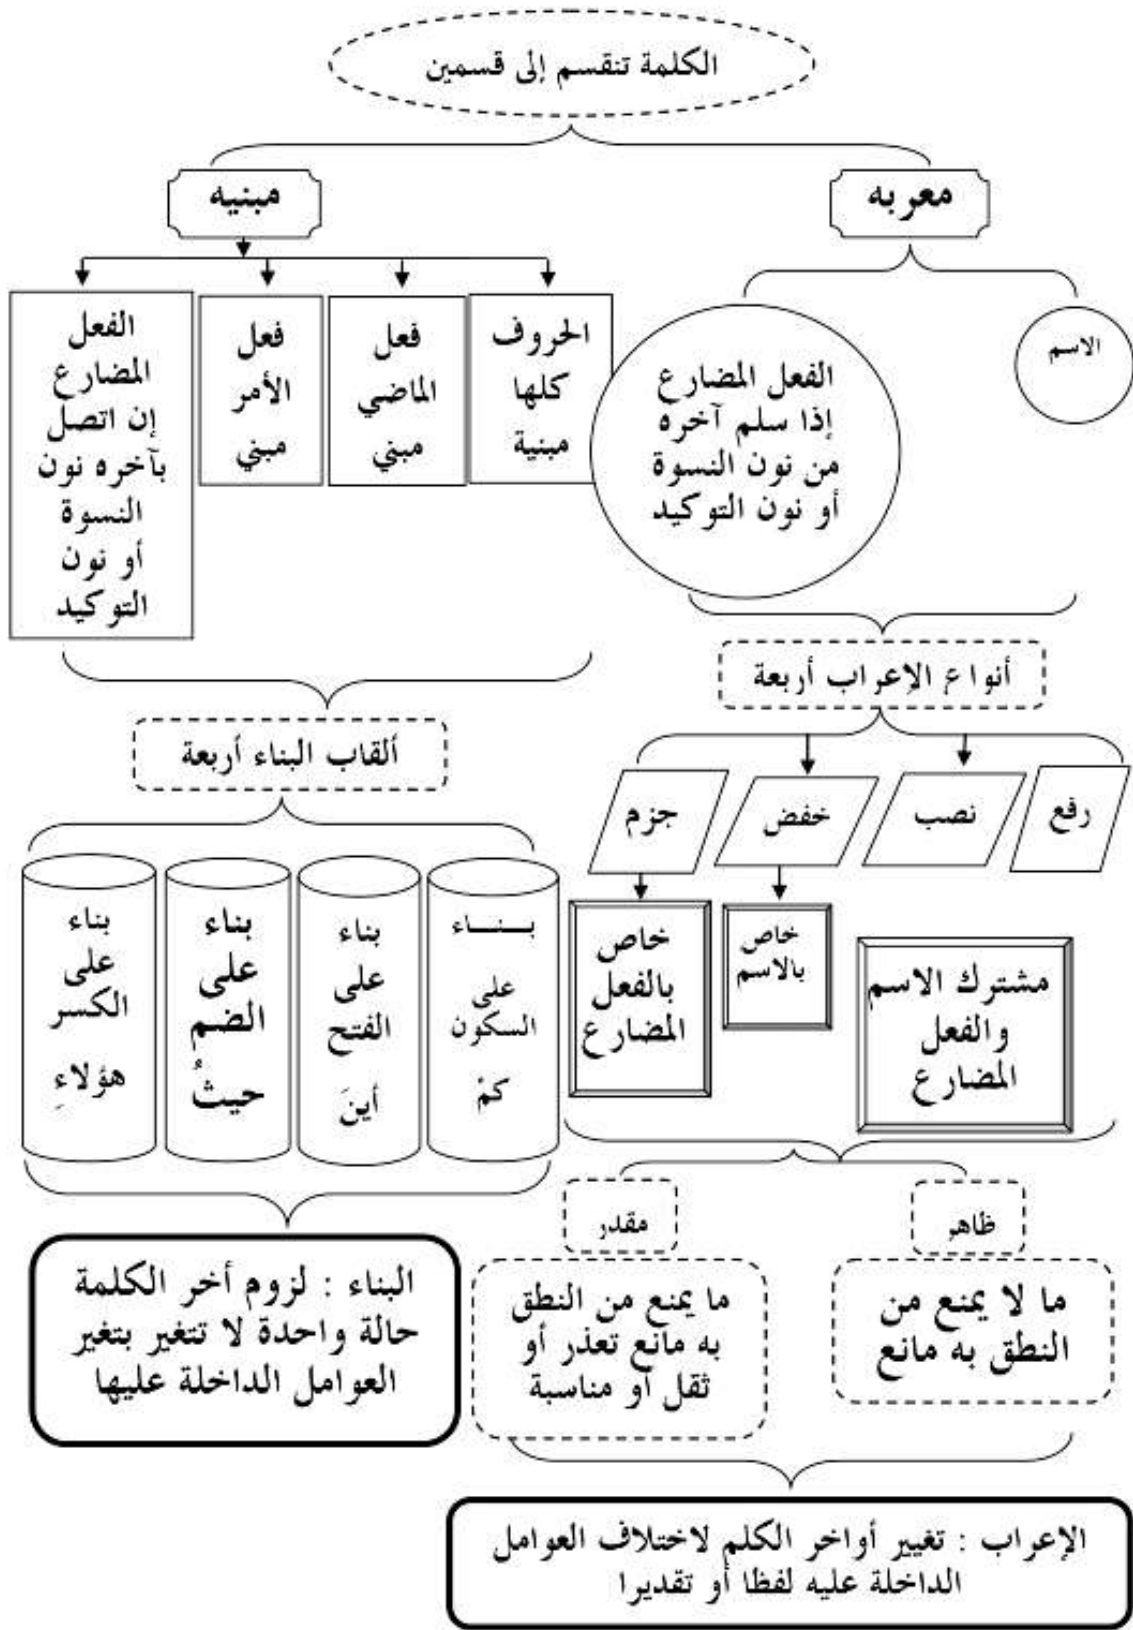 الكلمة تنقسم إلى قسمين
معربه
مبنيه
الاسم
الفعل المضارع
إذا سلم آخره
من نون النسوة
أو نون التوكيد
الحروف
كلها
مبنية
فعل
الماضي
مبني
فعل
الأمر
مبني
الفعل
المضارع
إن اتصل
بآخره نون
النسوة
أو نون
التوكيد
أنواع الإعراب أربعة
رفع
نصب
خفض
جزم
مشترك الاسم
والفعل
المضارع
خاص
بالاسم
خاص
بالفعل
المضارع
ألقاب البناء أربعة
بـنـــاء
على
السكون
كمْ
بناء
على
الفتح
أينَ
بناء
على
الضم
حيثُ
بناء
على
الكسر
هؤلاءِ
ظاهر
مقدر
ما لا يمنع من
النطق به مانع
ما يمنع من النطق
به مانع تعذر أو
ثقل أو مناسبة
البناء : لزوم أخر الكلمة
حالة واحدة لا تتغير بتغير
العوامل الداخلة عليها
الإعراب : تغيير أواخر الكلم لاختلاف العوامل
الداخلة عليه لفظا أو تقديرا